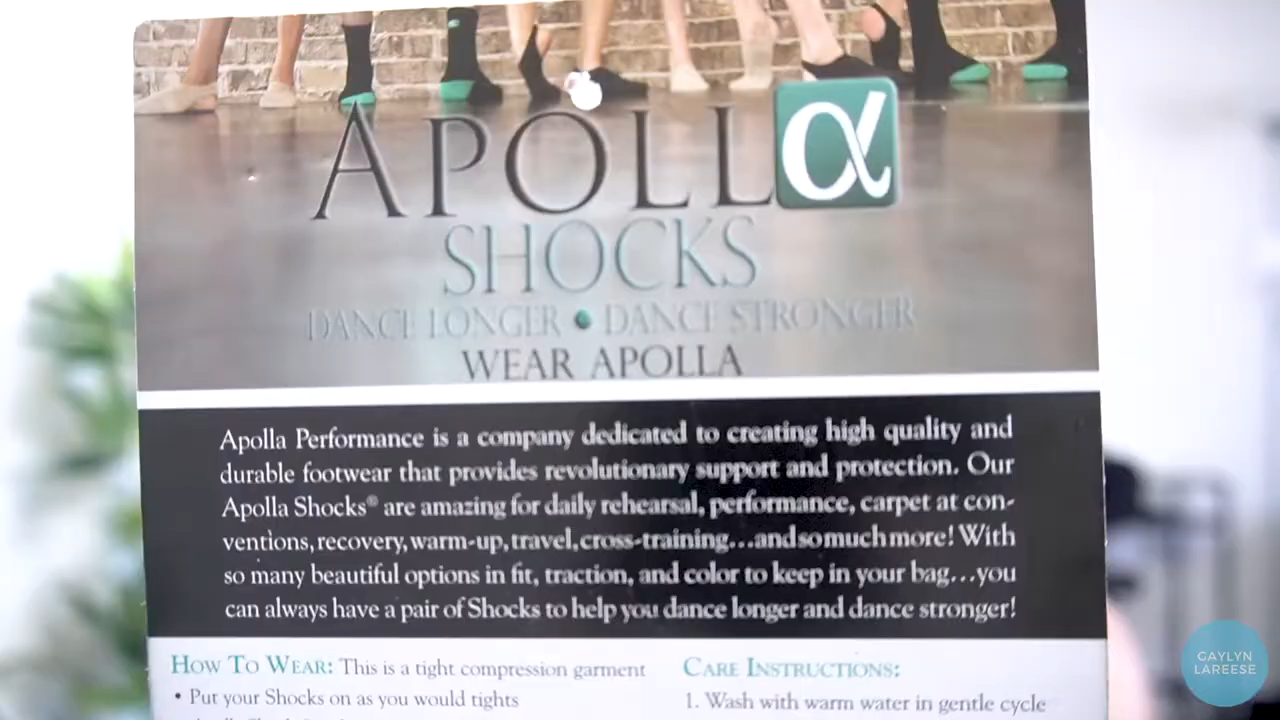 APOLLα
SHOCKS
DANCE LONGER • DANCE STRONGER
WEAR APOLLA
Apolla Performance is a company dedicated to creating high quality and
durable footwear that provides revolutionary support and protection. Our
Apolla Shocks® are amazing for daily rehearsal, performance, carpet at con-
ventions, recovery, warm-up, travel, cross-training...and so much more! With
so many beautiful options in fit, traction, and color to keep in your bag...you
can always have a pair of Shocks to help you dance longer and dance stronger!
How To Wear: This is a tight compression garment
• Put your Shocks on as you would tights
Care Instructions:
1. Wash with warm water in gentle cycle
GAYLYN
LAREESE